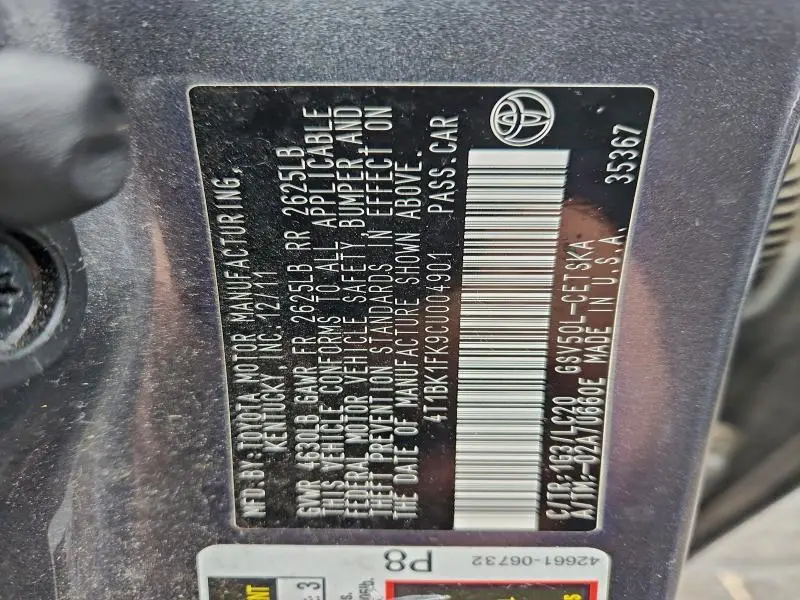 MFD.BY:TOYOTA MOTOR MANUFACTURING,
KENTUCKY, INC. 12/11
GVWR 4630LB GAWR FR 2625LB RR 2625LB
THIS VEHICLE CONFORMS TO ALL APPLICABLE
FEDERAL MOTOR VEHICLE SAFETY BUMPER, AND
THEFT PREVENTION STANDARDS IN EFFECT ON
THE DATE OF MANUFACTURE SHOWN ABOVE.
4T1BK1FK9CU004901 PASS.CAR
C/TR:1G3/LC20 GSV50L-CETSKA
A/TM:-02A/U660E MADE IN U.S.A.
35367
42661-06732
P8
3